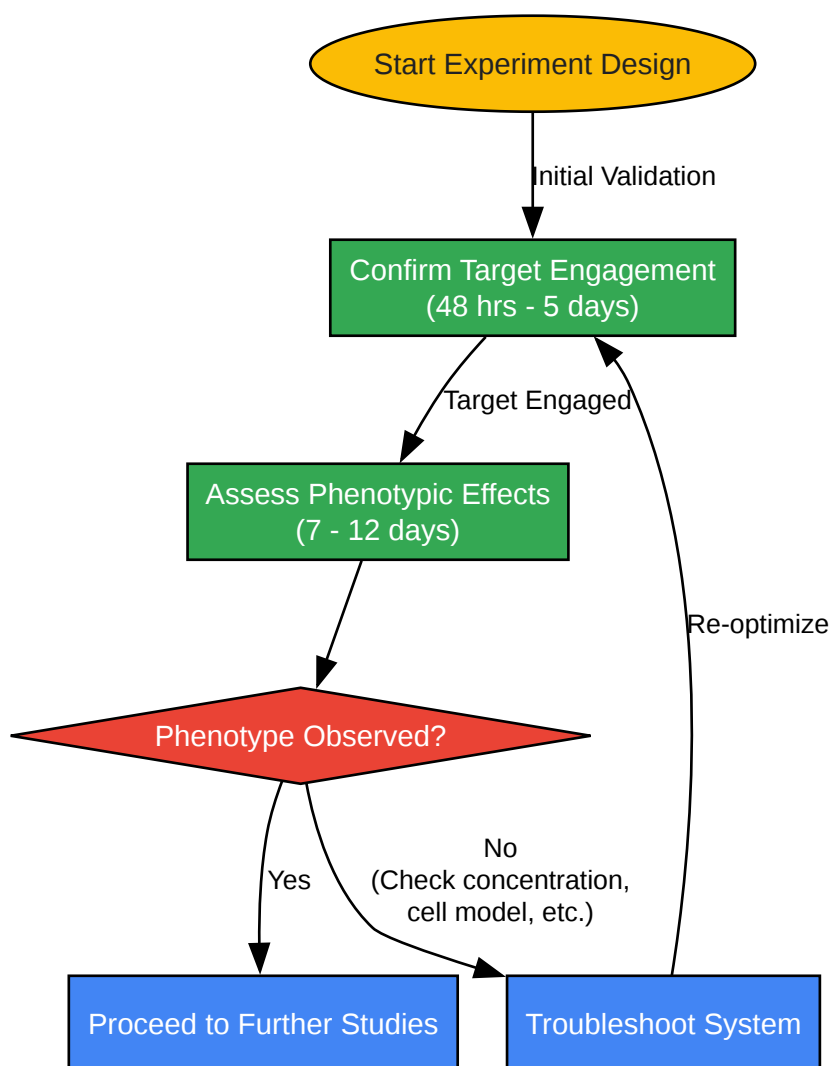 Start Experiment Design
Initial Validation
Confirm Target Engagement
(48 hrs - 5 days)
Target Engaged
Assess Phenotypic Effects
(7 - 12 days)
Re-optimize
Phenotype Observed?
Yes
No
(Check concentration,
cell model, etc.)
Proceed to Further Studies
Troubleshoot System